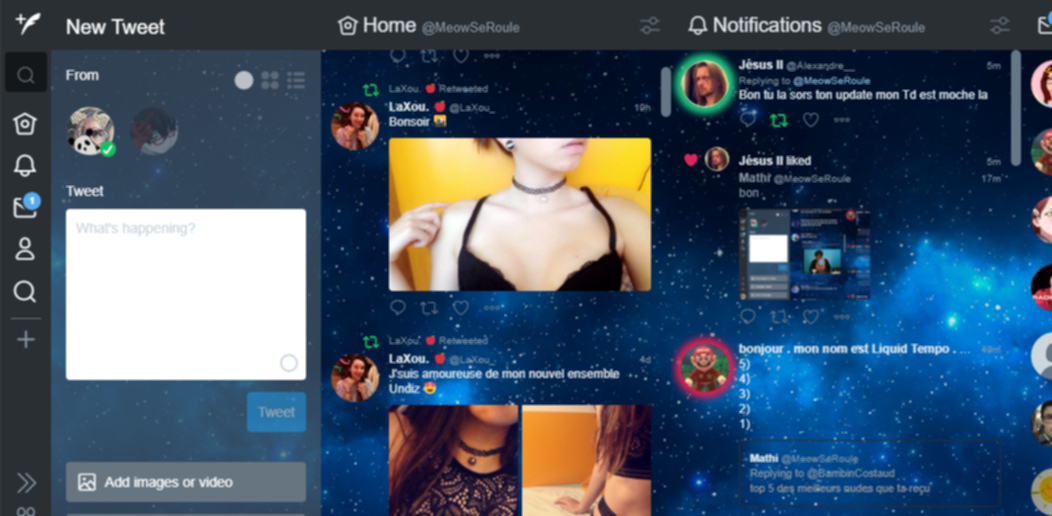 New Tweet
From
Tweet
What's happening?
Tweet
Add images or video
1
Home @MeowSeRoule
LaXou. 🍎 Retweeted
LaXou. 🍎 @LaXou_ 19h
Bonsoir
LaXou. 🍎 Retweeted
LaXou. 🍎 @LaXou_ 4d
J'suis amoureuse de mon nouvel ensemble
Undiz 😍
Notifications @MeowSeRoule
Jésus II @Alexandre__ 5m
Replying to @MeowSeRoule
Bon tu la sors ton update mon Td est moche la
Jésus II liked 5m
Mathi @MeowSeRoule 17m
bon
bonjour . mon nom est Liquid Tempo . ...
5)
4)
3)
2)
1)
Mathi @MeowSeRoule
Replying to @BambinCostaud
top 5 des meilleurs nudes que ta reçu